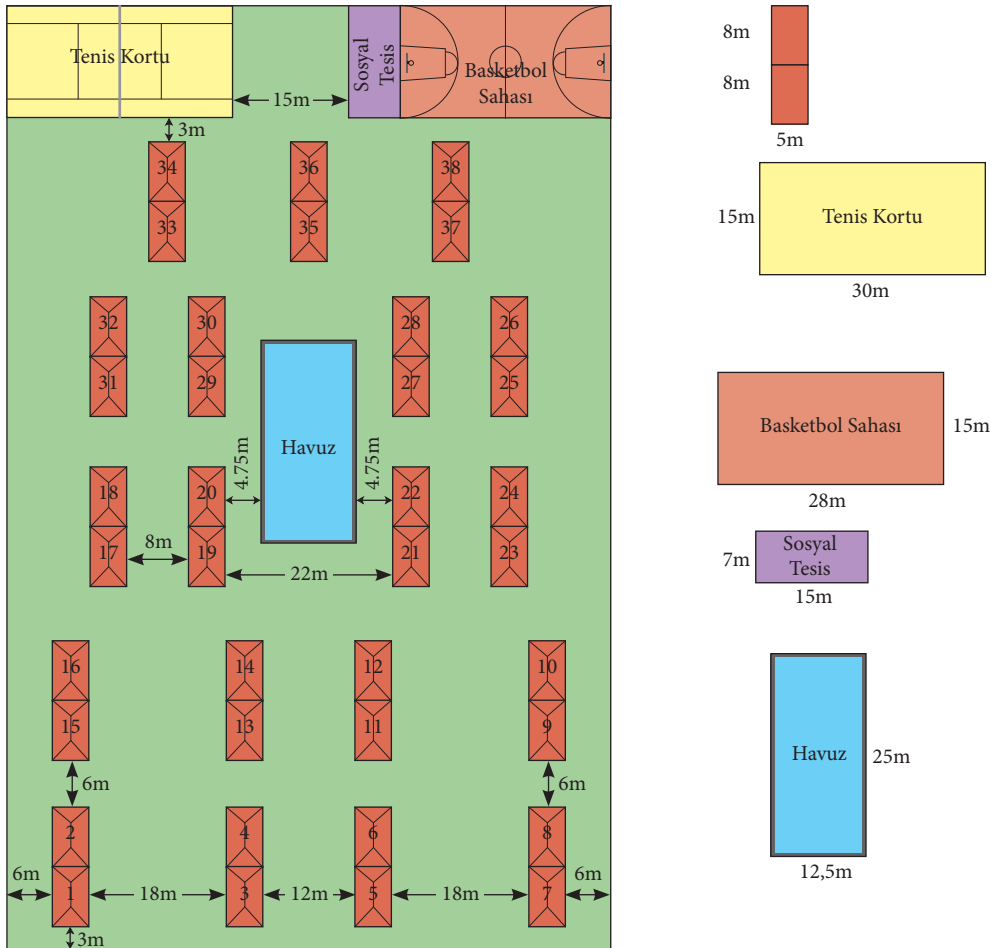 Tenis Kortu
Sosyal
Tesis
Basketbol
Sahası
15m
3m
34
36
38
33
35
37
32
30
28
26
31
29
27
25
Havuz
4.75m
4.75m
18
20
22
24
8m
17
19
21
23
22m
16
14
12
10
15
13
11
9
6m
6m
2
4
6
8
6m
1
18m
3
12m
5
18m
7
6m
3m
8m
8m
5m
15m
Tenis Kortu
30m
Basketbol Sahası
15m
28m
7m
Sosyal
Tesis
15m
Havuz
25m
12,5m